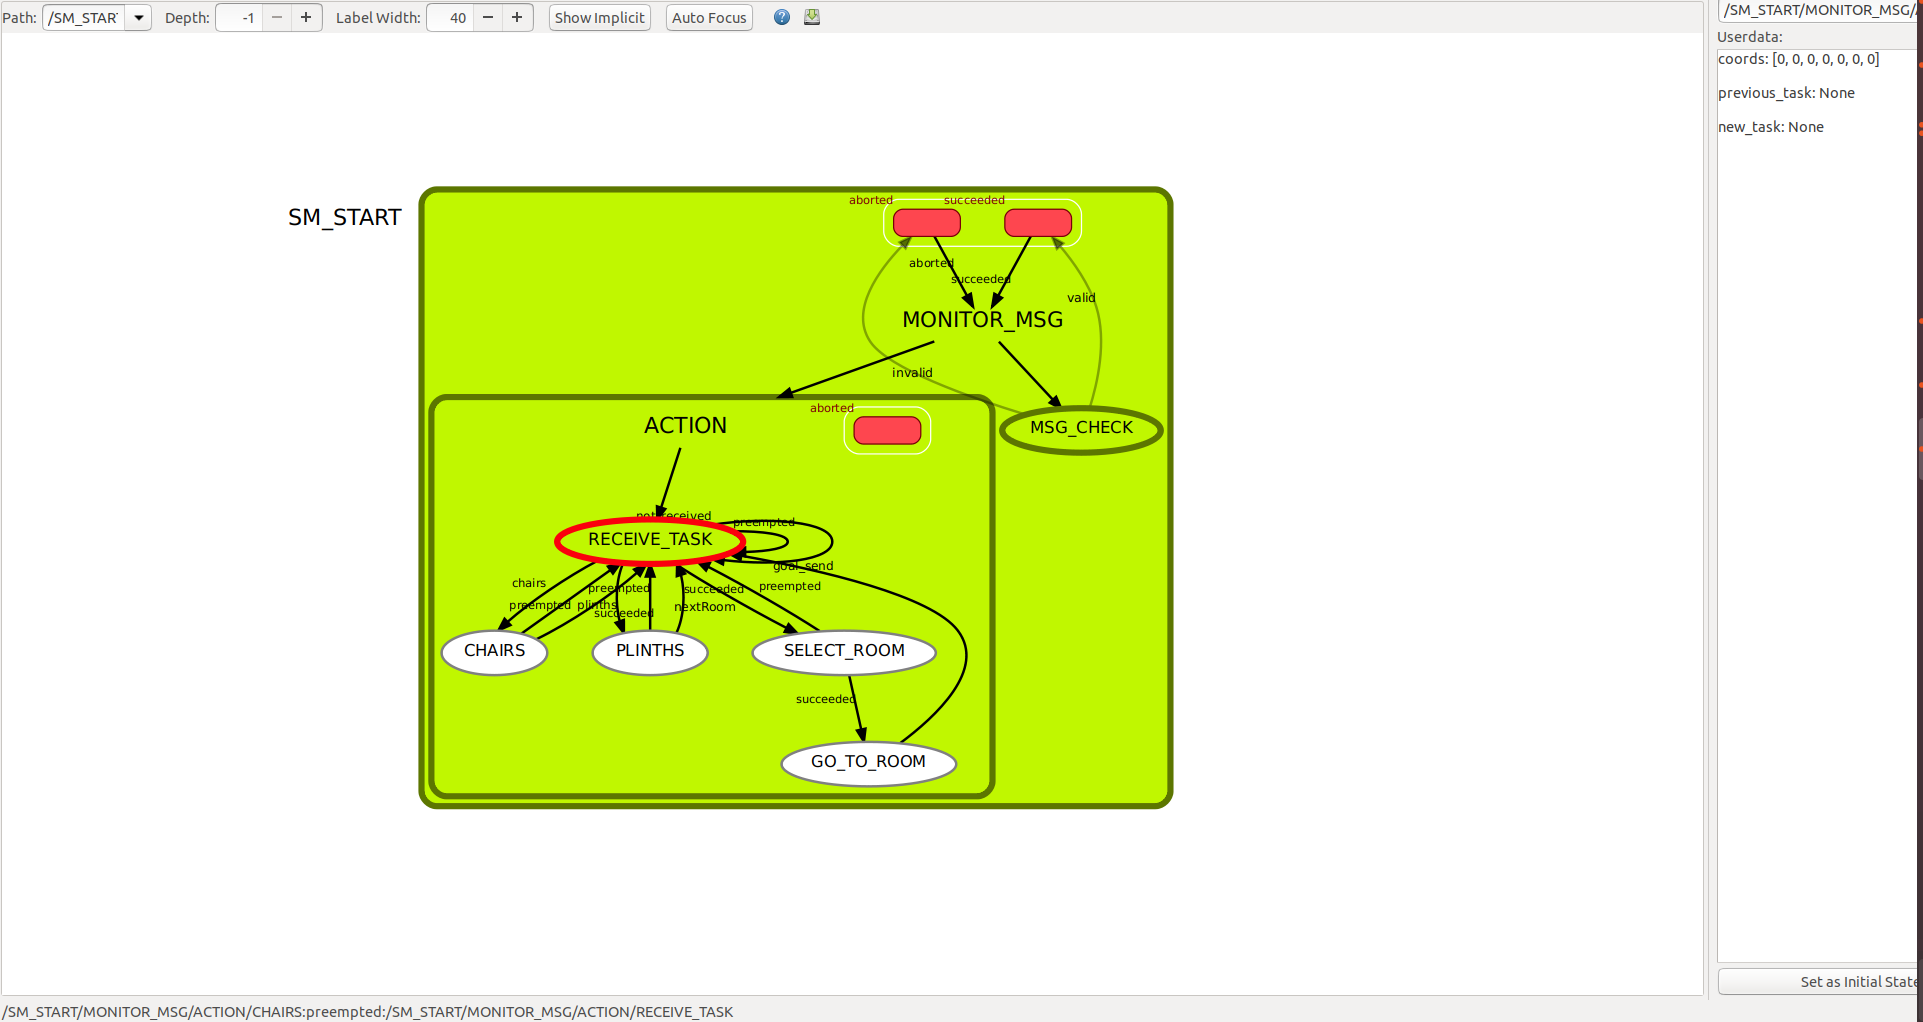 Path: /SM_START Depth: -1 Label Width: 40 Show Implicit Auto Focus
/SM_START/MONITOR_MSG/
Userdata:
coords: [0, 0, 0, 0, 0, 0, 0]
previous_task: None
new_task: None
SM_START
aborted succeeded
aborted
succeeded
valid
MONITOR_MSG
invalid
ACTION
aborted
MSG_CHECK
not_received
preempted
RECEIVE_TASK
goal_send
chairs
preempted
succeeded
preempted
preempted
plinths
succeeded
nextRoom
CHAIRS
PLINTHS
SELECT_ROOM
succeeded
GO_TO_ROOM
Set as Initial State
/SM_START/MONITOR_MSG/ACTION/CHAIRS:preempted:/SM_START/MONITOR_MSG/ACTION/RECEIVE_TASK